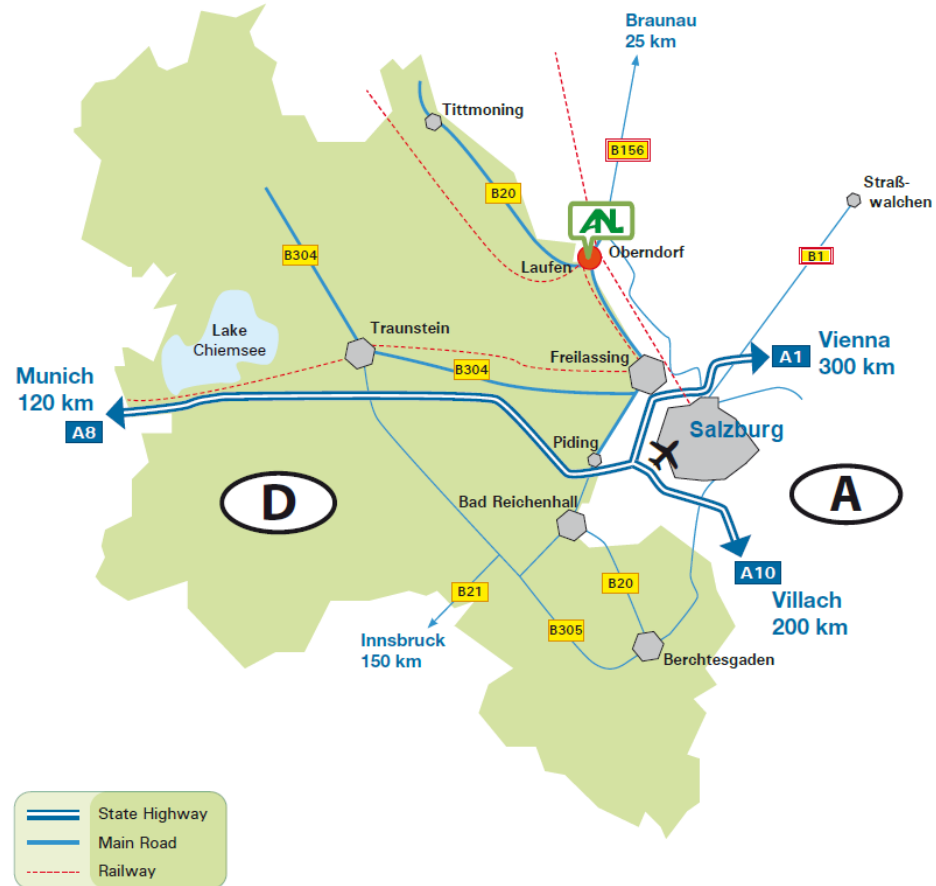 Braunau
25 km
Tittmoning
B156
Straß-
walchen
B20
ANL
Oberndorf
B304
Laufen
B1
Lake
Chiemsee
Traunstein
Freilassing
Vienna
300 km
A1
B304
Munich
120 km
A8
Salzburg
Piding
D
Bad Reichenhall
A
A10
B20
B21
Villach
200 km
B305
Innsbruck
150 km
Berchtesgaden
State Highway
Main Road
Railway